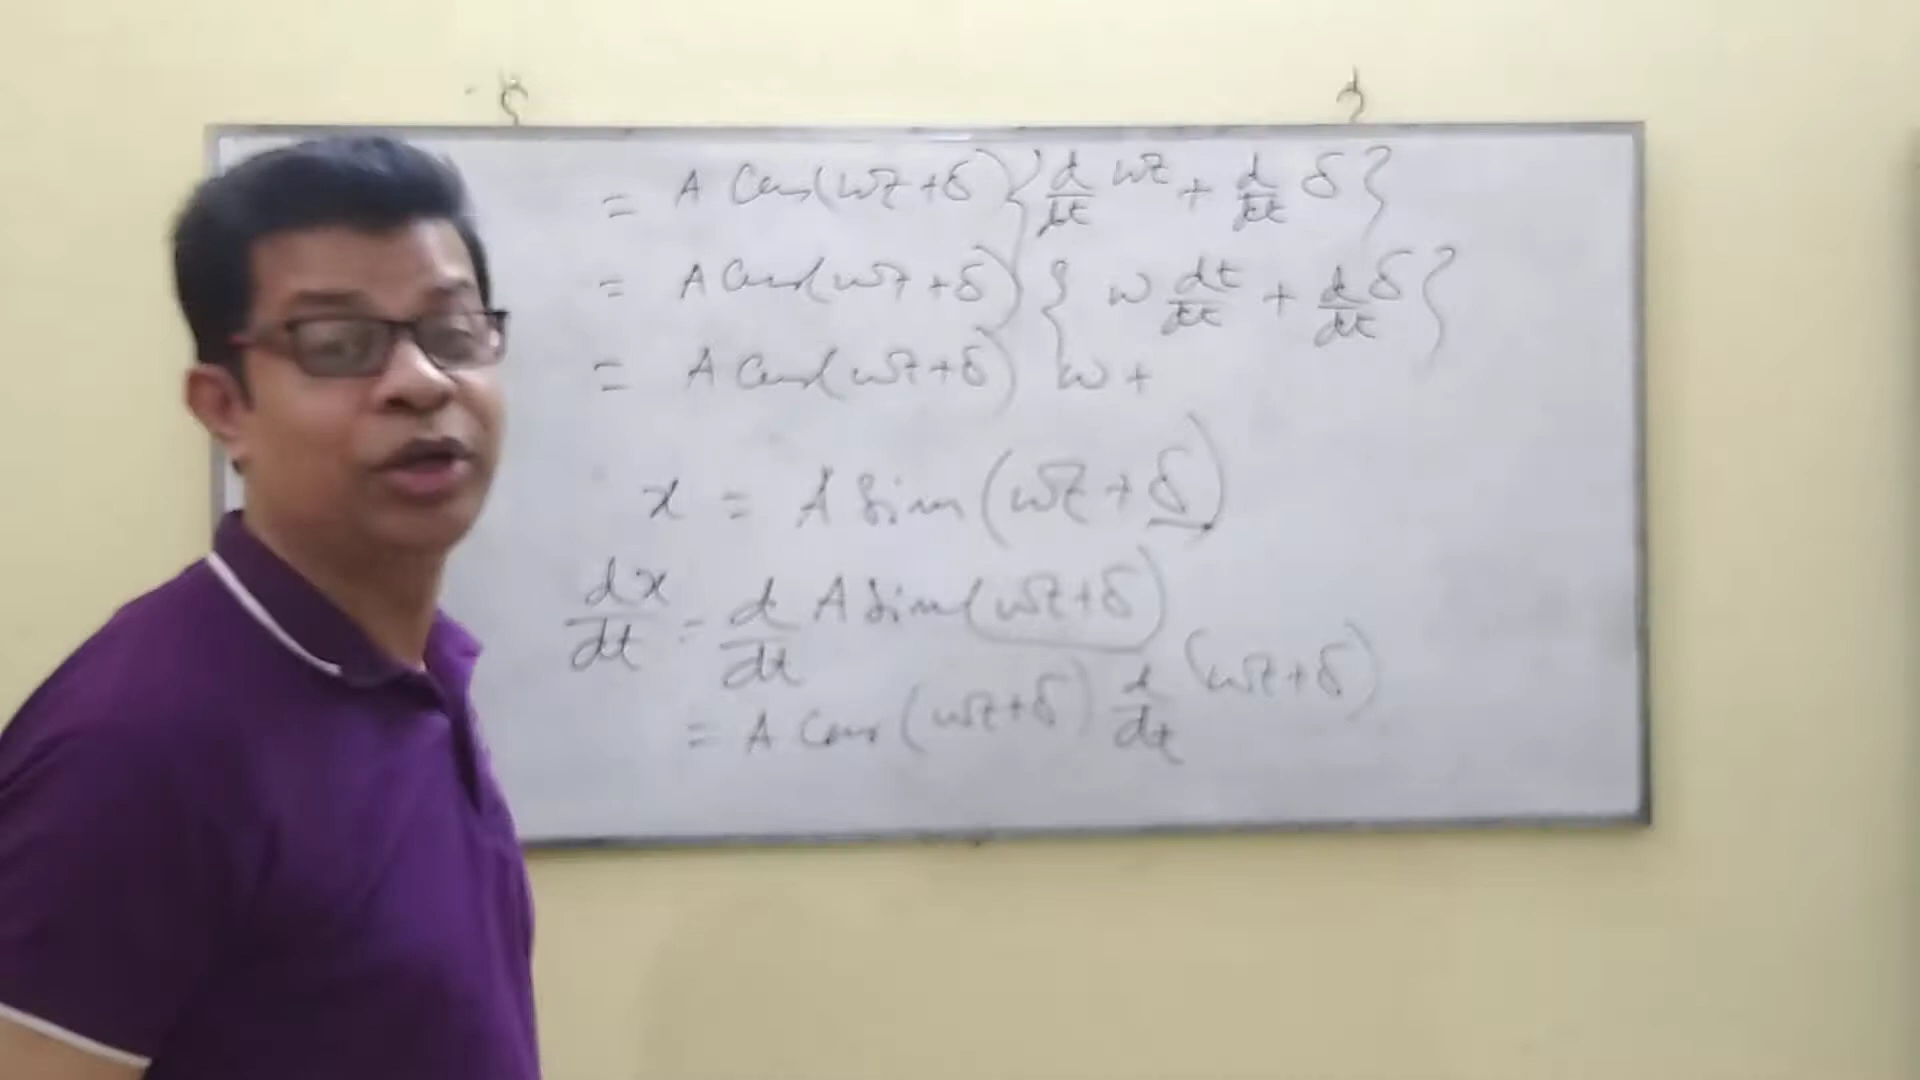 = A Cos(ωt+δ) { d/dt ωt + d/dt δ }
= A Cos(ωt+δ) { ω dt/dt + d/dt δ }
= A Cos(ωt+δ) ω +
x = A Sin(ωt+δ)
dx/dt = d/dt A Sin(ωt+δ)
= A Cos(ωt+δ) d/dt (ωt+δ)